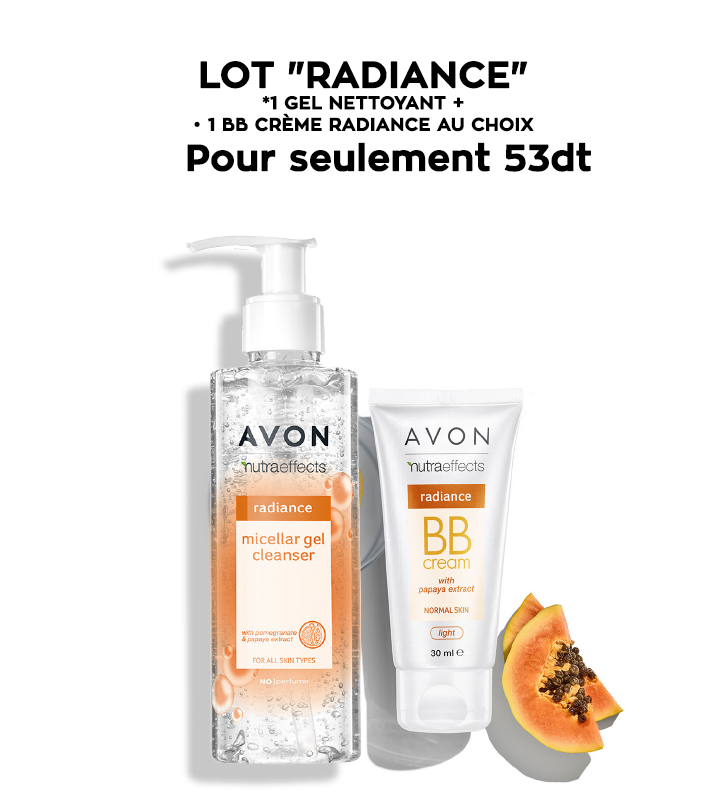 LOT "RADIANCE"
*1 GEL NETTOYANT +
• 1 BB CRÈME RADIANCE AU CHOIX
Pour seulement 53dt
AVON
nutraeffects
radiance
micellar gel
cleanser
with pomegranate
& papaya extract
FOR ALL SKIN TYPES
NO | perfume
AVON
nutraeffects
radiance
BB
cream
with
papaya extract
NORMAL SKIN
light
30 ml ℮